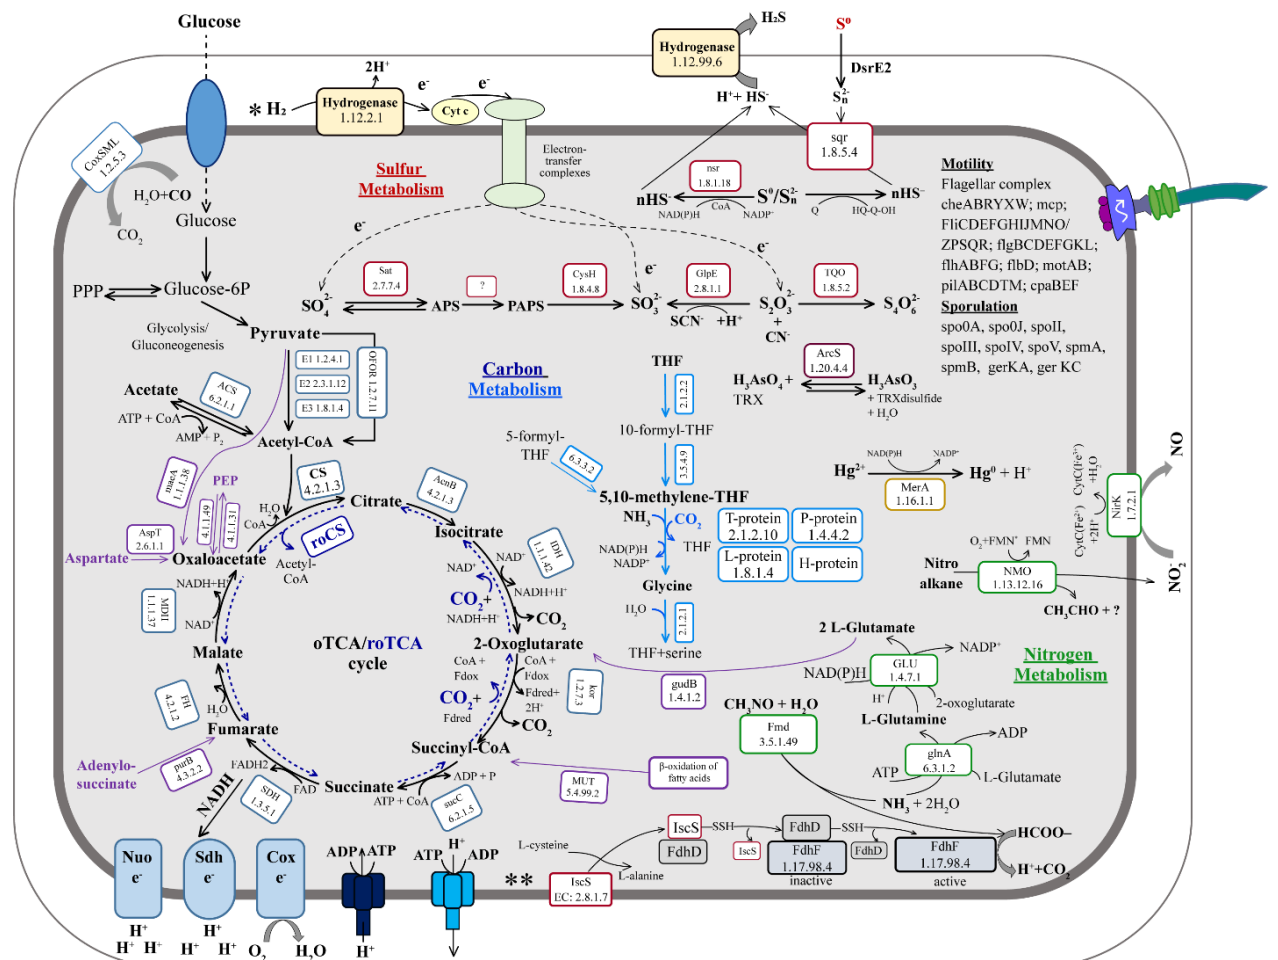 Glucose
2H⁺
* H₂
Hydrogenase
1.12.2.1
e⁻
Cyt c
e⁻
Electron-
transfer
complexes
Hydrogenase
1.12.99.6
H₂S
H⁺+ HS⁻
S⁰
DsrE2
Sₙ²⁻
sqr
1.8.5.4
CoxSML
1.2.5.3
H₂O+CO
CO₂
Glucose
Sulfur
Metabolism
nsr
1.8.1.18
nHS⁻
S⁰/Sₙ²⁻
nHS⁻
NAD(P)H
CoA
NADP⁻
Q
HQ-Q-OH
Motility
Flagellar complex
cheABRYXW; mcp;
FliCDEFGHIJMNO/
ZPSQR; flgBCDEFGKL;
flhABFG; flbD; motAB;
pilABCDTM; cpaBEF
Sporulation
spo0A, spo0J, spoII,
spoIII, spoIV, spoV, spmA,
spmB, gerKA, ger KC
e⁻
e⁻
e⁻
PPP
Glucose-6P
SO₄²⁻
Sat
2.7.7.4
APS
?
PAPS
CysH
1.8.4.8
SO₃²⁻
GlpE
2.8.1.1
SCN⁻
+H⁺
S₂O₃²⁻
+
CN⁻
TQO
1.8.5.2
S₄O₆²⁻
Glycolysis/
Gluconeogenesis
Pyruvate
E1 1.2.4.1
E2 2.3.1.12
E3 1.8.1.4
OFOR 1.2.7.11
Acetate
ACS
6.2.1.1
ATP + CoA
AMP + P₂
Acetyl-CoA
Carbon
Metabolism
THF
2.1.2.2
10-formyl-THF
3.5.4.9
5-formyl-
THF
6.3.3.2
5,10-methylene-THF
NH₃
CO₂
THF
NAD(P)H
NADP⁻
Glycine
H₂O
2.1.2.1
THF+serine
T-protein
2.1.2.10
P-protein
1.4.4.2
L-protein
1.8.1.4
H-protein
ArcS
1.20.4.4
H₃AsO₄ +
TRX
H₃AsO₃
+ TRXdisulfide
+ H₂O
NAD(P)H
NADP⁻
Hg²⁺
Hg⁰ + H⁺
MerA
1.16.1.1
CytC(Fe²⁺)
+2H⁺
CytC(Fe³⁺)
+H₂O
NirK
1.7.2.1
NO
NO₂⁻
O₂+FMN⁺
FMN
Nitro
alkane
NMO
1.13.12.16
CH₃CHO + ?
maeA
1.1.1.38
PEP
4.1.1.49
4.1.1.31
AspT
2.6.1.1
Aspartate
Oxaloacetate
H₂O
CoA
CS
4.2.1.3
Citrate
roCS
Acetyl-
CoA
AcnB
4.2.1.3
Isocitrate
IDH
1.1.1.42
NAD⁺
NADH+H⁺
CO₂
NAD⁺
CO₂+
NADH+H⁺
NADH+H⁺
MDH
1.1.1.37
NAD⁺
Malate
oTCA/roTCA
cycle
2-Oxoglutarate
CoA +
Fdox
CO₂+
Fdred
CoA +
Fdox
Fdred+
2H⁺
CO₂
kor
1.2.7.3
FH
4.2.1.2
H₂O
Fumarate
Succinyl-CoA
Adenylo-
succinate
purB
4.3.2.2
FADH2
FAD
NADH
SDH
1.3.5.1
Succinate
ADP + P
ATP + CoA
sucC
6.2.1.5
MUT
5.4.99.2
β-oxidation of
fatty acids
gudB
1.4.1.2
2 L-Glutamate
GLU
1.4.7.1
NADP⁺
NAD(P)H
H⁺
2-oxoglutarate
Nitrogen
Metabolism
L-Glutamine
glnA
6.3.1.2
ADP
ATP
L-Glutamate
NH₃ + 2H₂O
CH₃NO + H₂O
Fmd
3.5.1.49
Nuo
e⁻
Sdh
e⁻
Cox
e⁻
H⁺
H⁺ H⁺
H⁺
H⁺ H⁺
O₂
H₂O
ADP
ATP
H⁺
ATP
H⁺
ADP
**
L-cysteine
L-alanine
IscS
EC: 2.8.1.7
IscS
FdhD
SSH
IscS
FdhD
FdhF
1.17.98.4
inactive
SSH
FdhD
FdhF
1.17.98.4
active
HCOO–
H⁺+CO₂